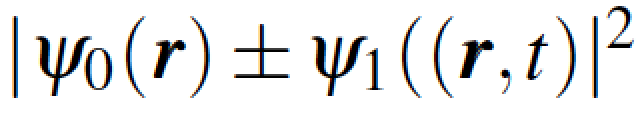 |ψ₀(r) ± ψ₁((r, t)|²